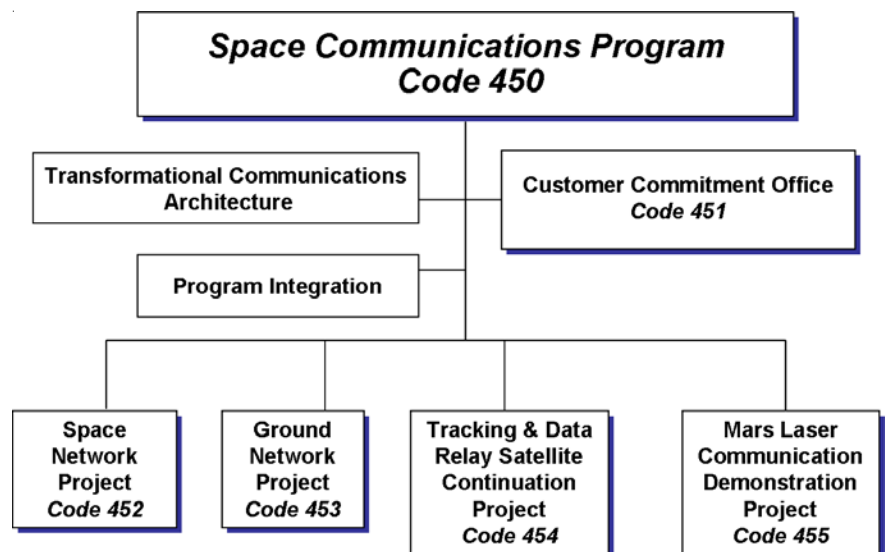 Space Communications Program
Code 450
Transformational Communications
Architecture
Customer Commitment Office
Code 451
Program Integration
Space
Network
Project
Code 452
Ground
Network
Project
Code 453
Tracking & Data
Relay Satellite
Continuation
Project
Code 454
Mars Laser
Communication
Demonstration
Project
Code 455